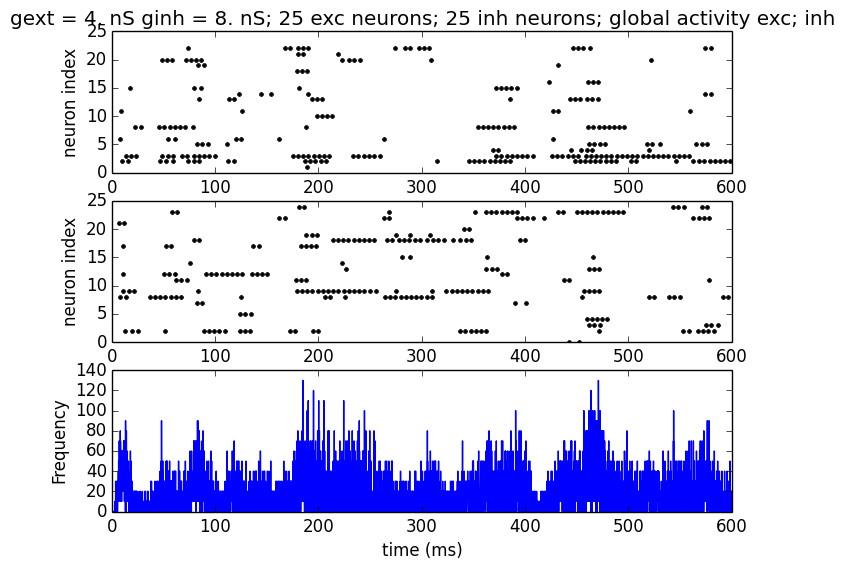 gext = 4. nS ginh = 8. nS; 25 exc neurons; 25 inh neurons; global activity exc; inh
25
20
15
10
5
0
neuron index
0 100 200 300 400 500 600
25
20
15
10
5
0
neuron index
0 100 200 300 400 500 600
140
120
100
80
60
40
20
0
Frequency
0 100 200 300 400 500 600
time (ms)